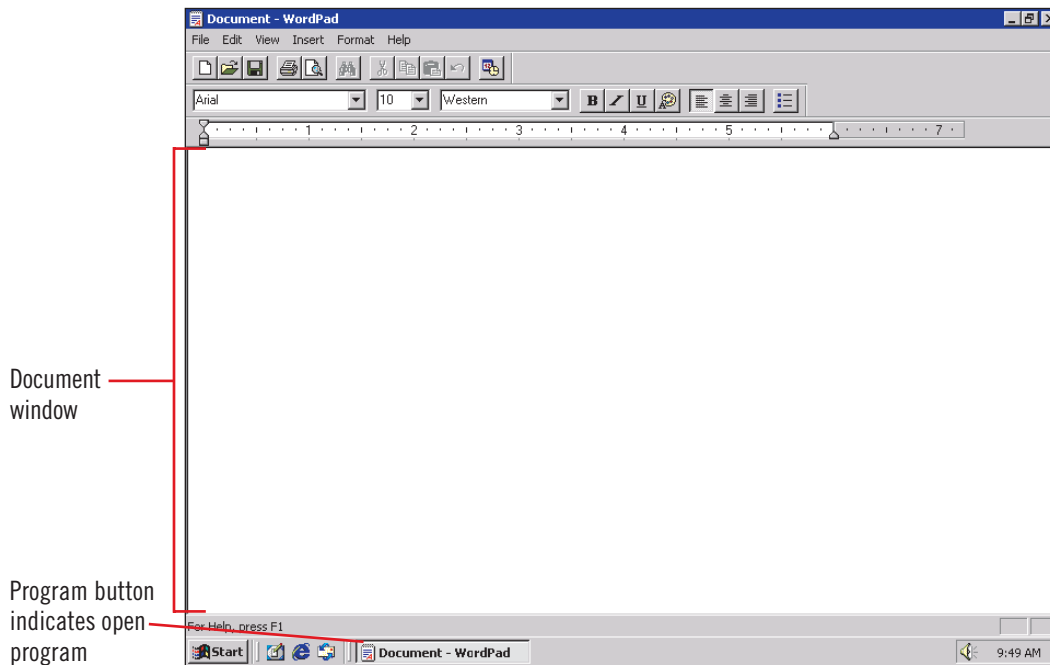 Document - WordPad
File Edit View Insert Format Help
Arial 10 Western B I U
1 2 3 4 5 7
Document
window
Program button
indicates open
program
For Help, press F1
Start Document - WordPad 9:49 AM